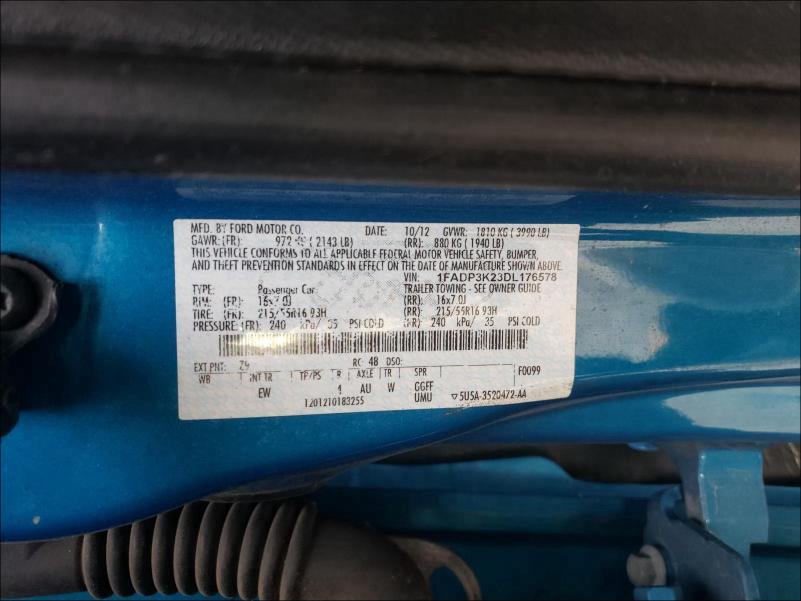 MFD. BY FORD MOTOR CO. DATE: 10/12 GVWR: 1810 KG ( 3990 LB)
GAWR: (FR): 972 KG ( 2143 LB) (RR): 880 KG ( 1940 LB)
THIS VEHICLE CONFORMS TO ALL APPLICABLE FEDERAL MOTOR VEHICLE SAFETY, BUMPER,
AND THEFT PREVENTION STANDARDS IN EFFECT ON THE DATE OF MANUFACTURE SHOWN ABOVE.
VIN: 1FADP3K23DL176578
TYPE: Passenger Car: TRAILER TOWING - SEE OWNER GUIDE
RIM: (FR): 16x7.0J (RR): 16x7.0J
TIRE: (FR): 215/55R16 93H (RR): 215/55R16 93H
PRESSURE: (FR): 240 kPa/ 35 PSI COLD (RR): 240 kPa/ 35 PSI COLD
EXT PNT: RC: 48 DSO: F0099
WB INT TR TP/PS R AXLE TR SPR
EW 4 AU W GGFF
1201210183255 UMU ▽5U5A-3520472-AA